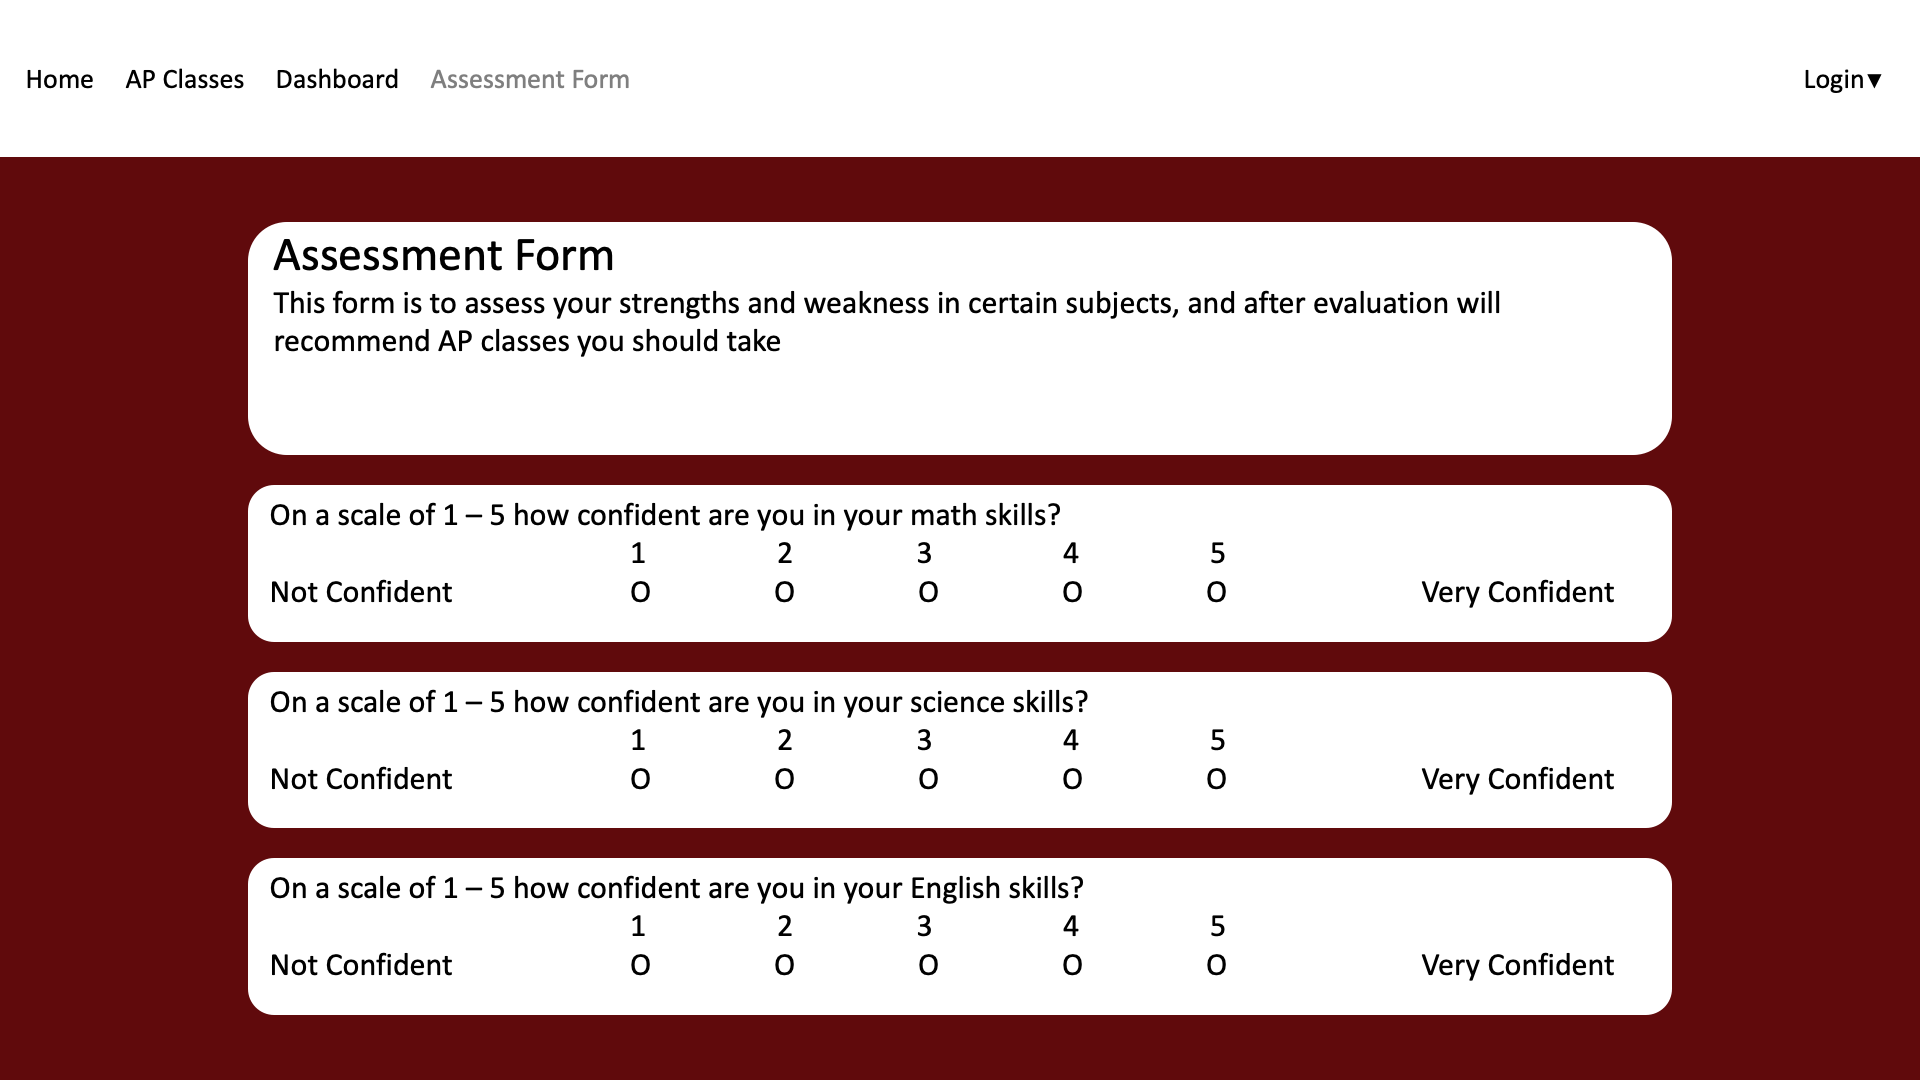 Home AP Classes Dashboard Assessment Form Login▼
Assessment Form
This form is to assess your strengths and weakness in certain subjects, and after evaluation will
recommend AP classes you should take
On a scale of 1 – 5 how confident are you in your math skills?
1 2 3 4 5
Not Confident O O O O O Very Confident
On a scale of 1 – 5 how confident are you in your science skills?
1 2 3 4 5
Not Confident O O O O O Very Confident
On a scale of 1 – 5 how confident are you in your English skills?
1 2 3 4 5
Not Confident O O O O O Very Confident